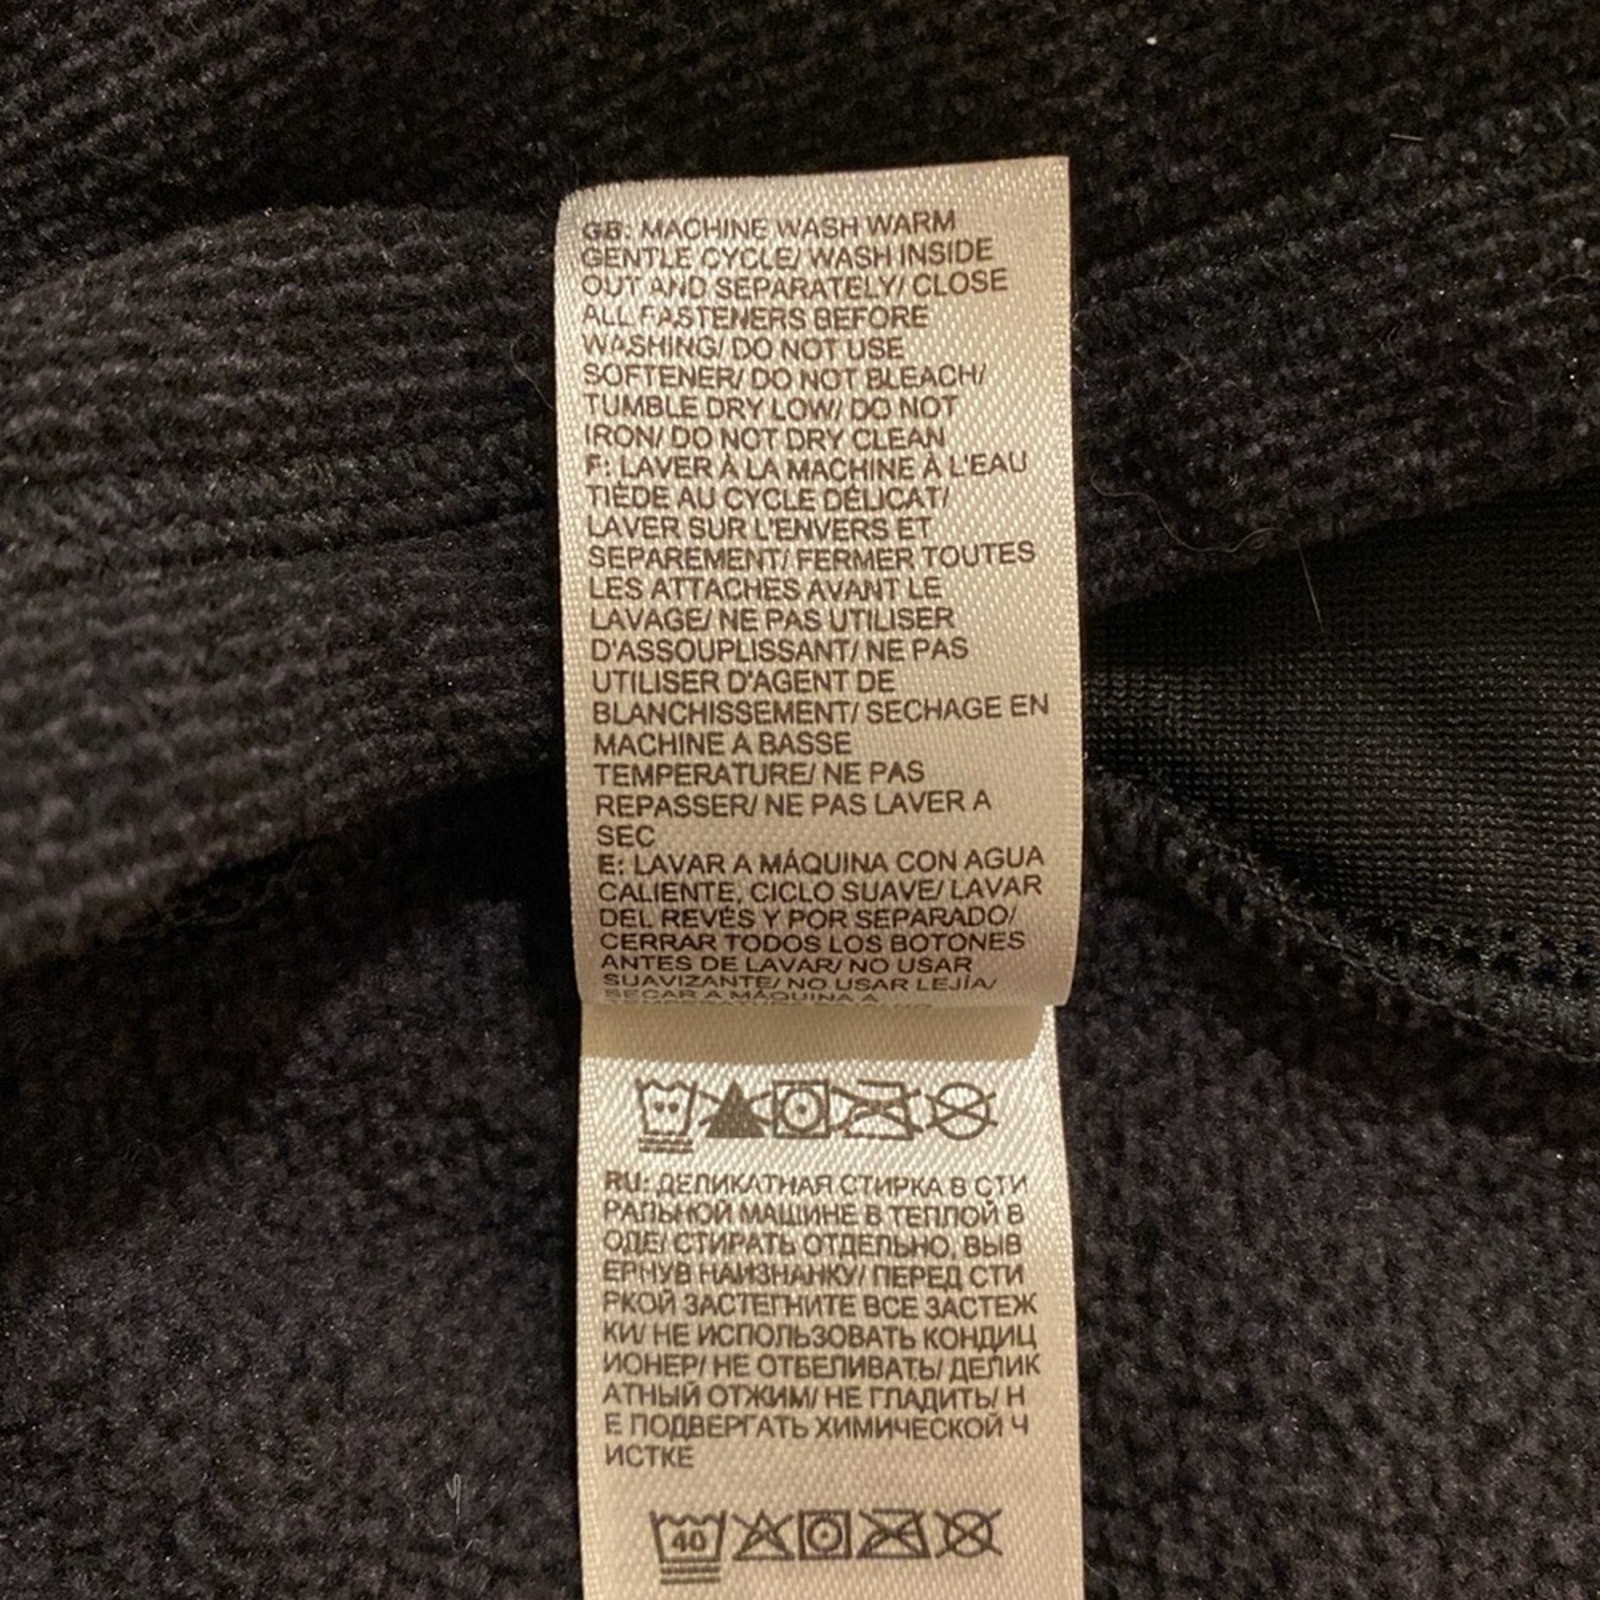 GB: MACHINE WASH WARM
GENTLE CYCLE/ WASH INSIDE
OUT AND SEPARATELY/ CLOSE
ALL FASTENERS BEFORE
WASHING/ DO NOT USE
SOFTENER/ DO NOT BLEACH/
TUMBLE DRY LOW/ DO NOT
IRON/ DO NOT DRY CLEAN
F: LAVER À LA MACHINE À L'EAU
TIÈDE AU CYCLE DÉLICAT/
LAVER SUR L'ENVERS ET
SEPAREMENT/ FERMER TOUTES
LES ATTACHES AVANT LE
LAVAGE/ NE PAS UTILISER
D'ASSOUPLISSANT/ NE PAS
UTILISER D'AGENT DE
BLANCHISSEMENT/ SECHAGE EN
MACHINE A BASSE
TEMPERATURE/ NE PAS
REPASSER/ NE PAS LAVER A
SEC
E: LAVAR A MÁQUINA CON AGUA
CALIENTE, CICLO SUAVE/ LAVAR
DEL REVÉS Y POR SEPARADO/
CERRAR TODOS LOS BOTONES
ANTES DE LAVAR/ NO USAR
SUAVIZANTE/ NO USAR LEJÍA/
SECAR A MÁQUINA A
RU: ДЕЛИКАТНАЯ СТИРКА В СТИ
РАЛЬНОЙ МАШИНЕ В ТЕПЛОЙ В
ОДЕ/ СТИРАТЬ ОТДЕЛЬНО, ВЫВ
ЕРНУВ НАИЗНАНКУ/ ПЕРЕД СТИ
РКОЙ ЗАСТЕГНИТЕ ВСЕ ЗАСТЕЖ
КИ/ НЕ ИСПОЛЬЗОВАТЬ КОНДИЦ
ИОНЕР/ НЕ ОТБЕЛИВАТЬ/ ДЕЛИК
АТНЫЙ ОТЖИМ/ НЕ ГЛАДИТЬ/ Н
Е ПОДВЕРГАТЬ ХИМИЧЕСКОЙ Ч
ИСТКЕ
40